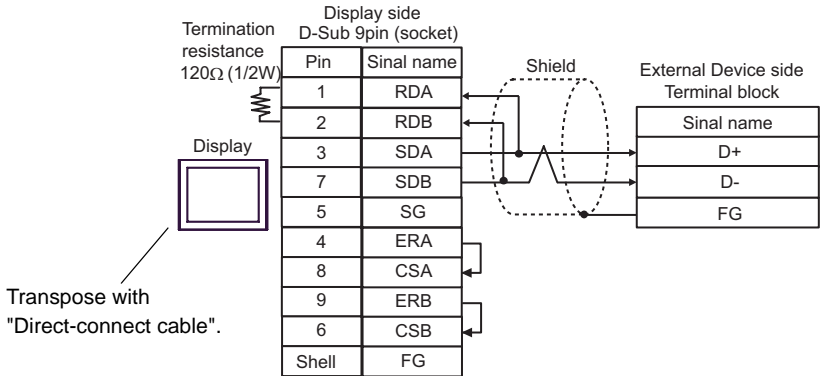 Display side
D-Sub 9pin (socket)
Termination
resistance
120Ω (1/2W)
Pin Sinal name
1 RDA
2 RDB
3 SDA
7 SDB
5 SG
4 ERA
8 CSA
9 ERB
6 CSB
Shell FG
Display
Transpose with
"Direct-connect cable".
Shield
External Device side
Terminal block
Sinal name
D+
D-
FG